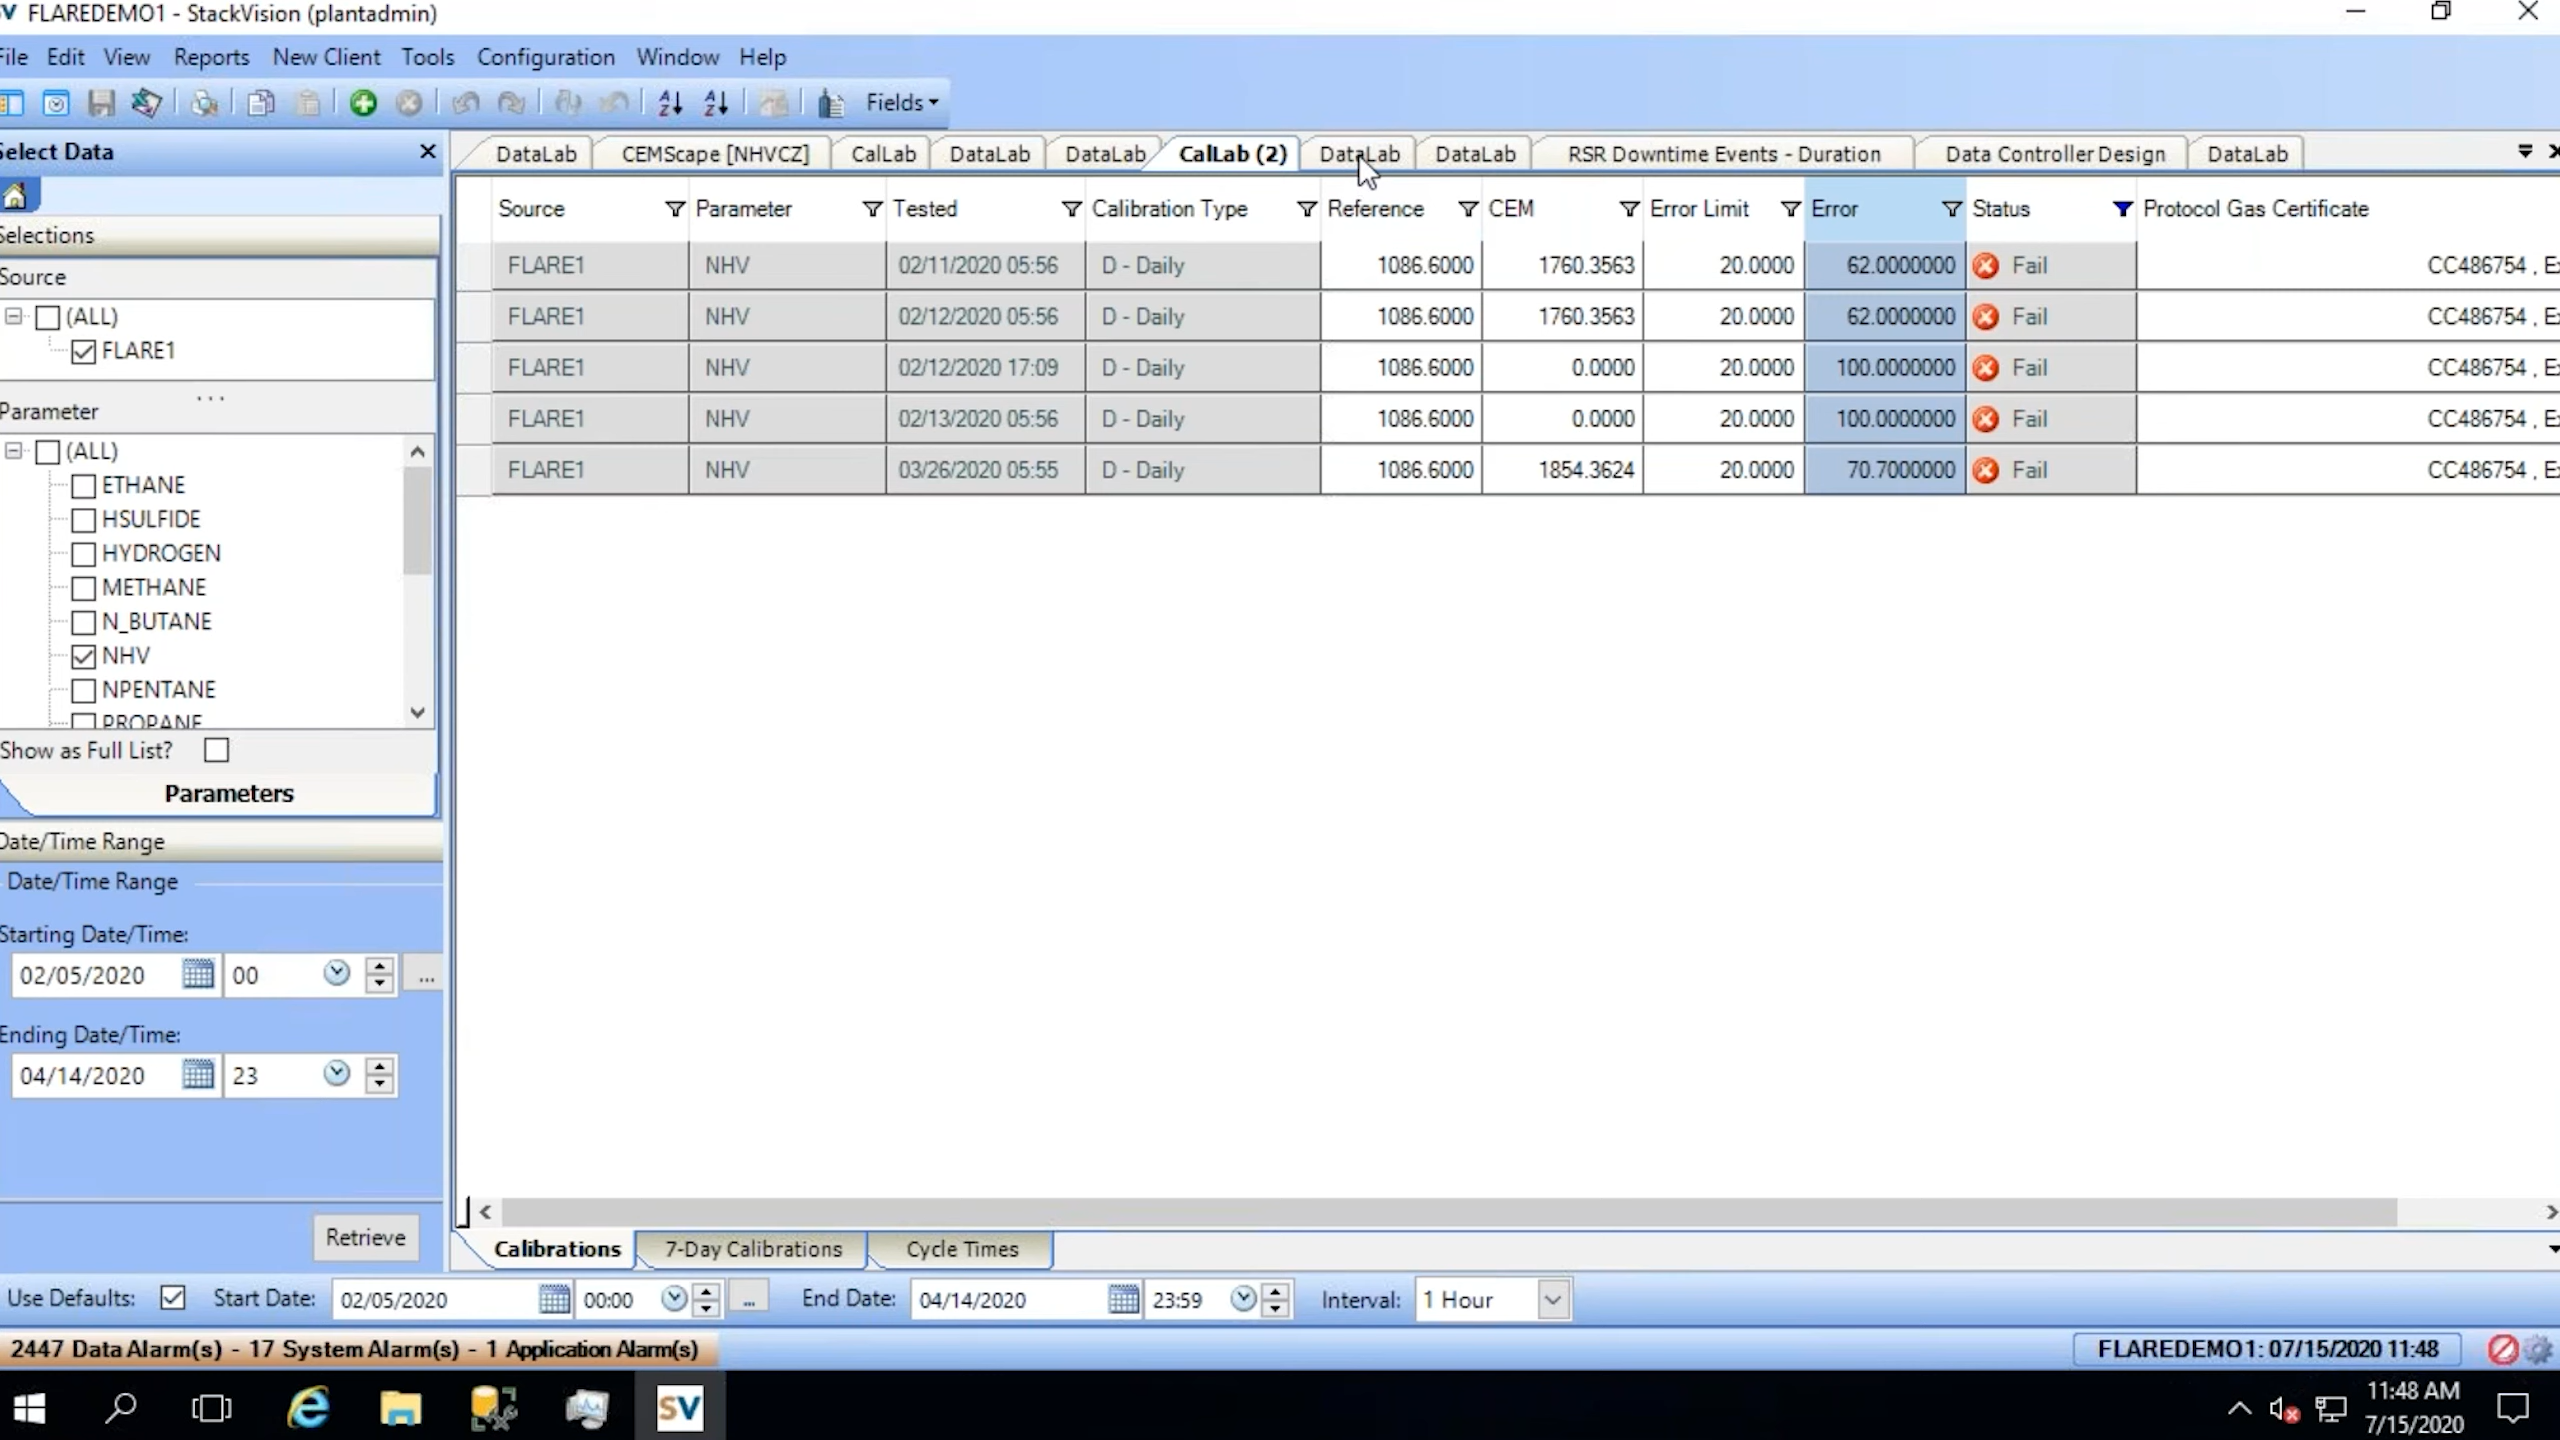 FLAREDEMO1 - StackVision (plantadmin)
File Edit View Reports New Client Tools Configuration Window Help
Fields
Select Data
DataLab CEMScape [NHVCZ] CalLab DataLab DataLab CalLab (2) DataLab DataLab RSR Downtime Events - Duration Data Controller Design DataLab
Selections
Source
(ALL)
FLARE1
Parameter
(ALL)
ETHANE
HSULFIDE
HYDROGEN
METHANE
N_BUTANE
NHV
NPENTANE
PROPANE
Show as Full List?
Parameters
Date/Time Range
Date/Time Range
Starting Date/Time:
02/05/2020 00 ...
Ending Date/Time:
04/14/2020 23
Retrieve
Source Parameter Tested Calibration Type Reference CEM Error Limit Error Status Protocol Gas Certificate
FLARE1 NHV 02/11/2020 05:56 D - Daily 1086.6000 1760.3563 20.0000 62.0000000 Fail CC486754 , Ex
FLARE1 NHV 02/12/2020 05:56 D - Daily 1086.6000 1760.3563 20.0000 62.0000000 Fail CC486754 , Ex
FLARE1 NHV 02/12/2020 17:09 D - Daily 1086.6000 0.0000 20.0000 100.0000000 Fail CC486754 , Ex
FLARE1 NHV 02/13/2020 05:56 D - Daily 1086.6000 0.0000 20.0000 100.0000000 Fail CC486754 , Ex
FLARE1 NHV 03/26/2020 05:55 D - Daily 1086.6000 1854.3624 20.0000 70.7000000 Fail CC486754 , Ex
Calibrations 7-Day Calibrations Cycle Times
Use Defaults: Start Date: 02/05/2020 00:00 ... End Date: 04/14/2020 23:59 Interval: 1 Hour
2447 Data Alarm(s) - 17 System Alarm(s) - 1 Application Alarm(s)
FLAREDEMO1: 07/15/2020 11:48
SV
11:48 AM
7/15/2020